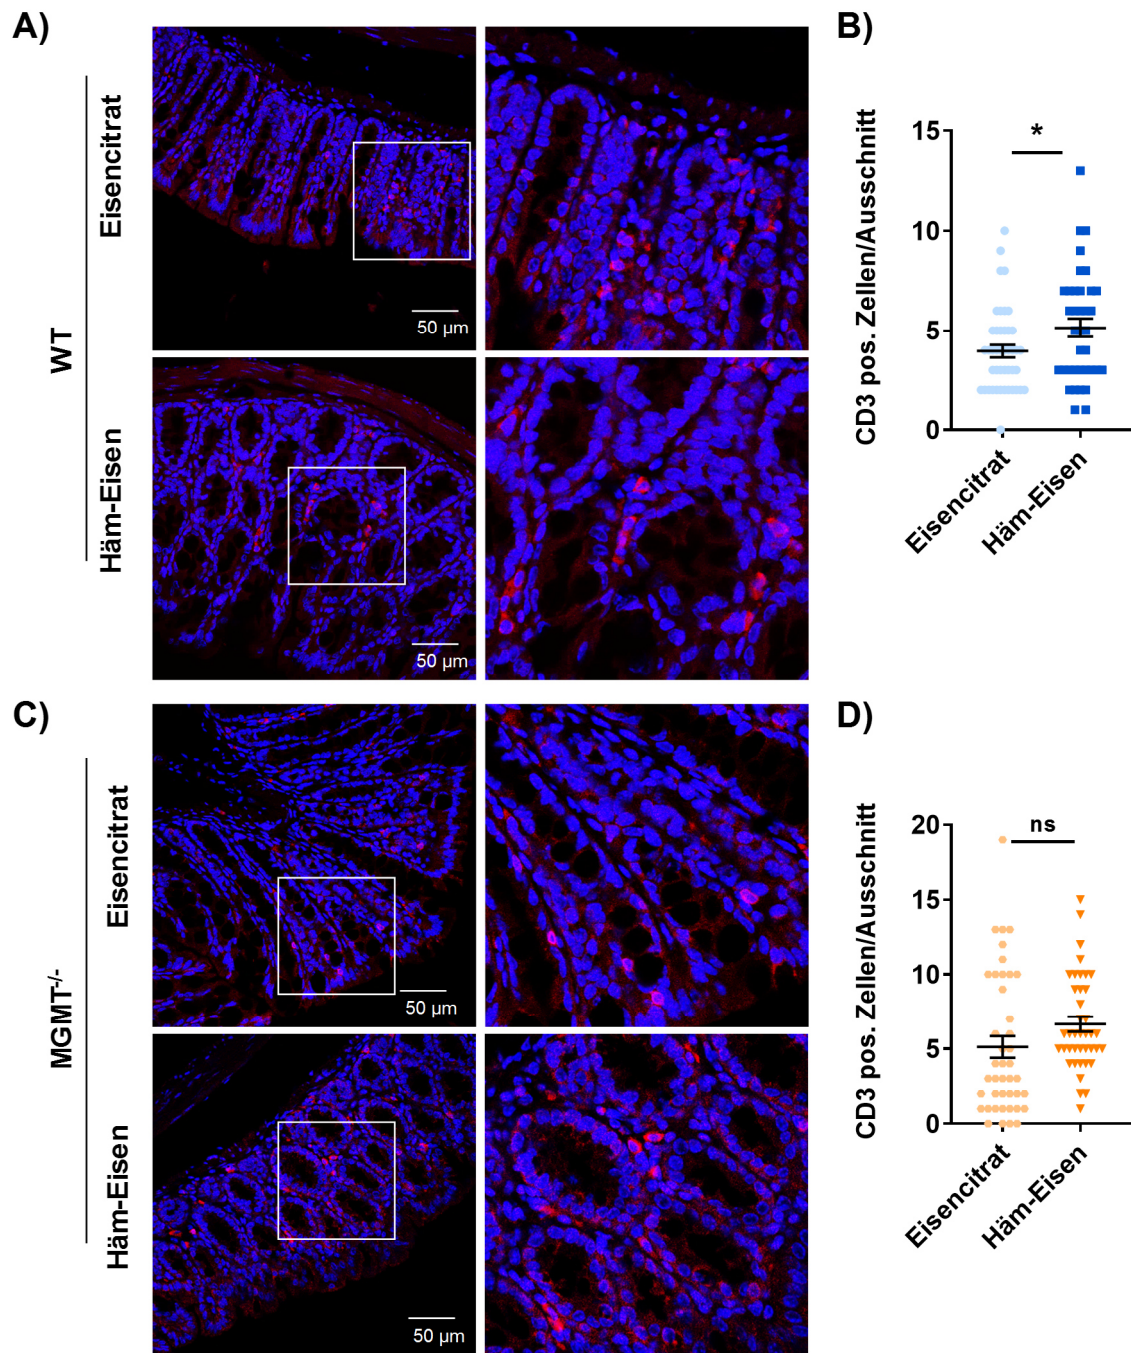 A)
WT
Eisencitrat
50 µm
Häm-Eisen
50 µm
B)
CD3 pos. Zellen/Ausschnitt
15
10
5
0
*
Eisencitrat
Häm-Eisen
C)
MGMT-/-
Eisencitrat
50 µm
Häm-Eisen
50 µm
D)
CD3 pos. Zellen/Ausschnitt
20
15
10
5
0
ns
Eisencitrat
Häm-Eisen